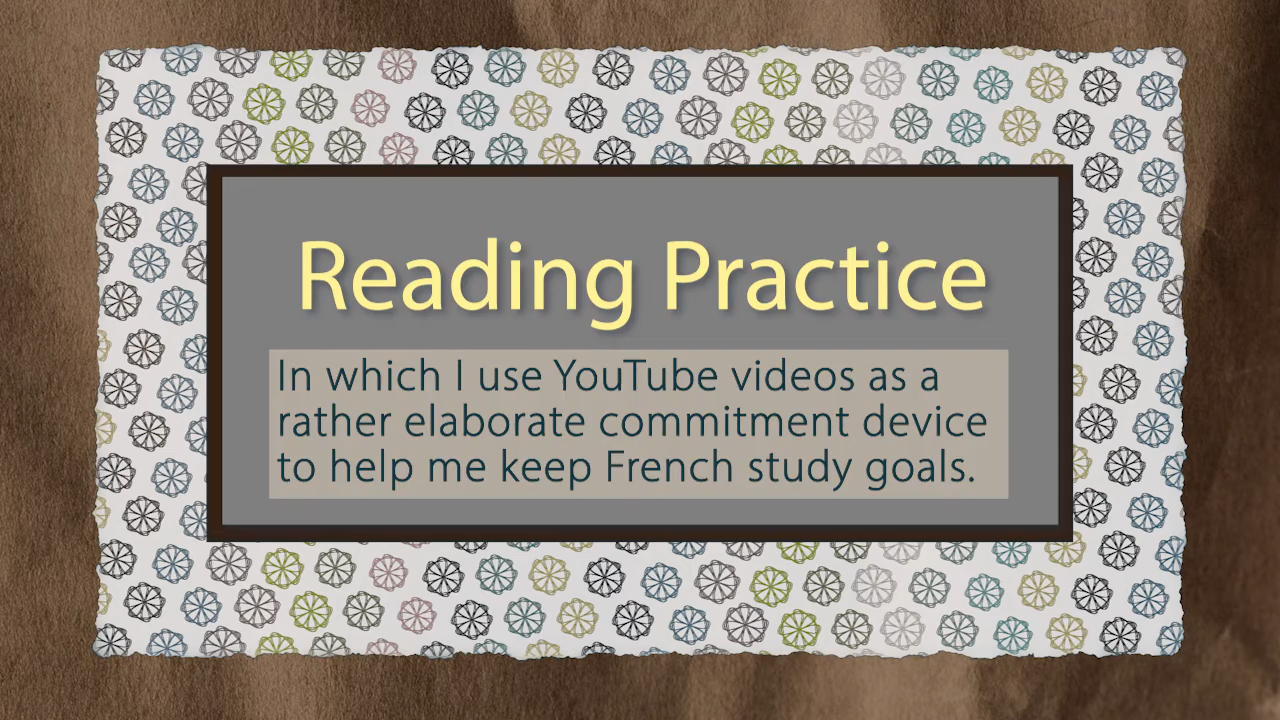 Reading Practice
In which I use YouTube videos as a
rather elaborate commitment device
to help me keep French study goals.